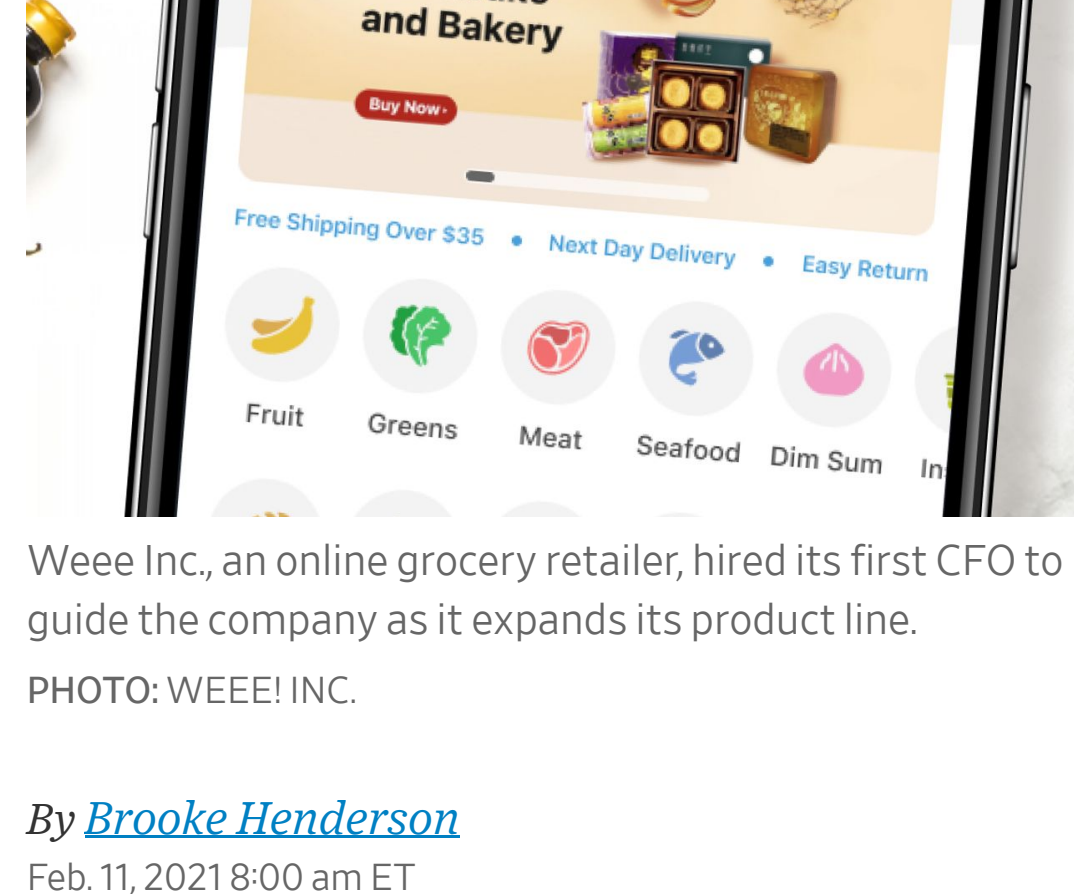 and Bakery
Buy Now
Free Shipping Over $35 • Next Day Delivery • Easy Return
Fruit Greens Meat Seafood Dim Sum
Weee Inc., an online grocery retailer, hired its first CFO to
guide the company as it expands its product line.
PHOTO: WEEE! INC.
By Brooke Henderson
Feb. 11, 2021 8:00 am ET